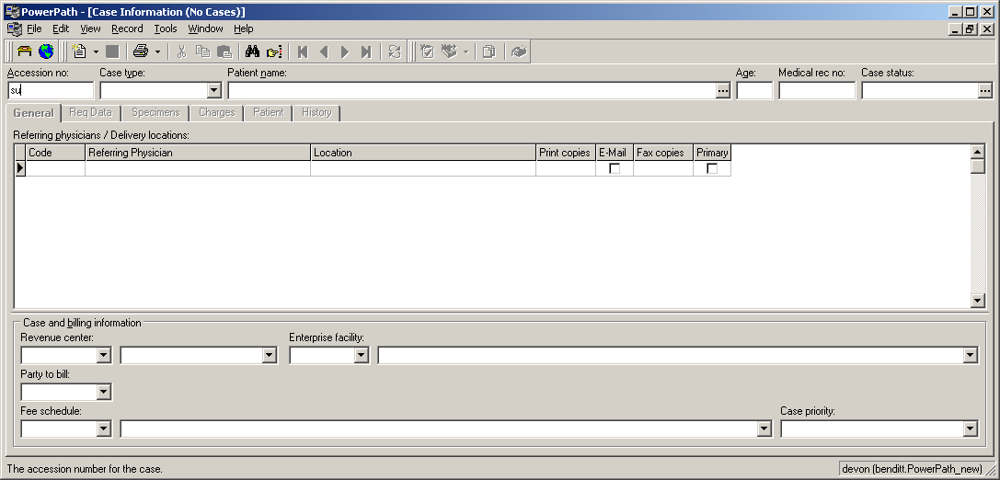 PowerPath - [Case Information (No Cases)]
File Edit View Record Tools Window Help
Accession no: Case type: Patient name: Age: Medical rec no: Case status:
su
General Req Data Specimens Charges Patient History
Referring physicians / Delivery locations:
Code Referring Physician Location Print copies E-Mail Fax copies Primary
Case and billing information
Revenue center: Enterprise facility:
Party to bill:
Fee schedule: Case priority:
The accession number for the case. devon (benditt.PowerPath_new)